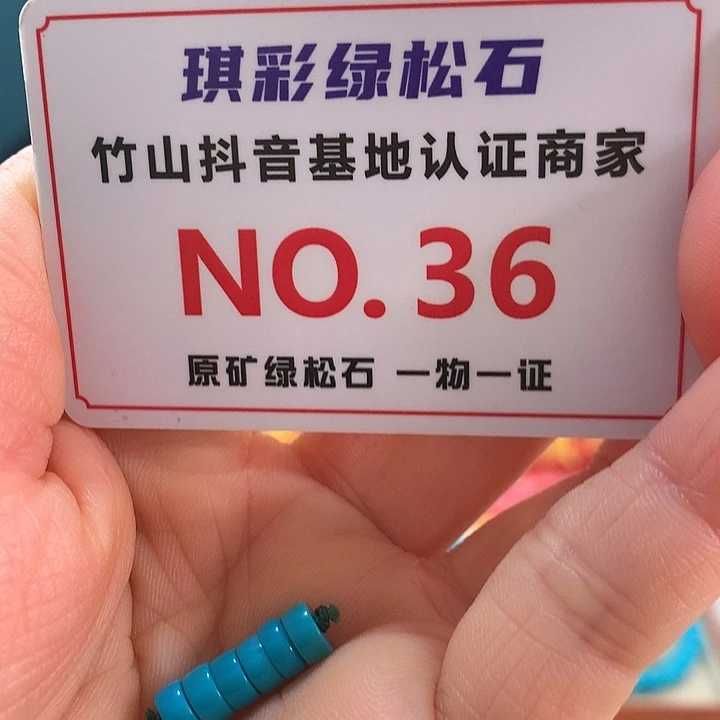 琪彩绿松石
竹山抖音基地认证商家
NO.36
原矿绿松石 一物一证